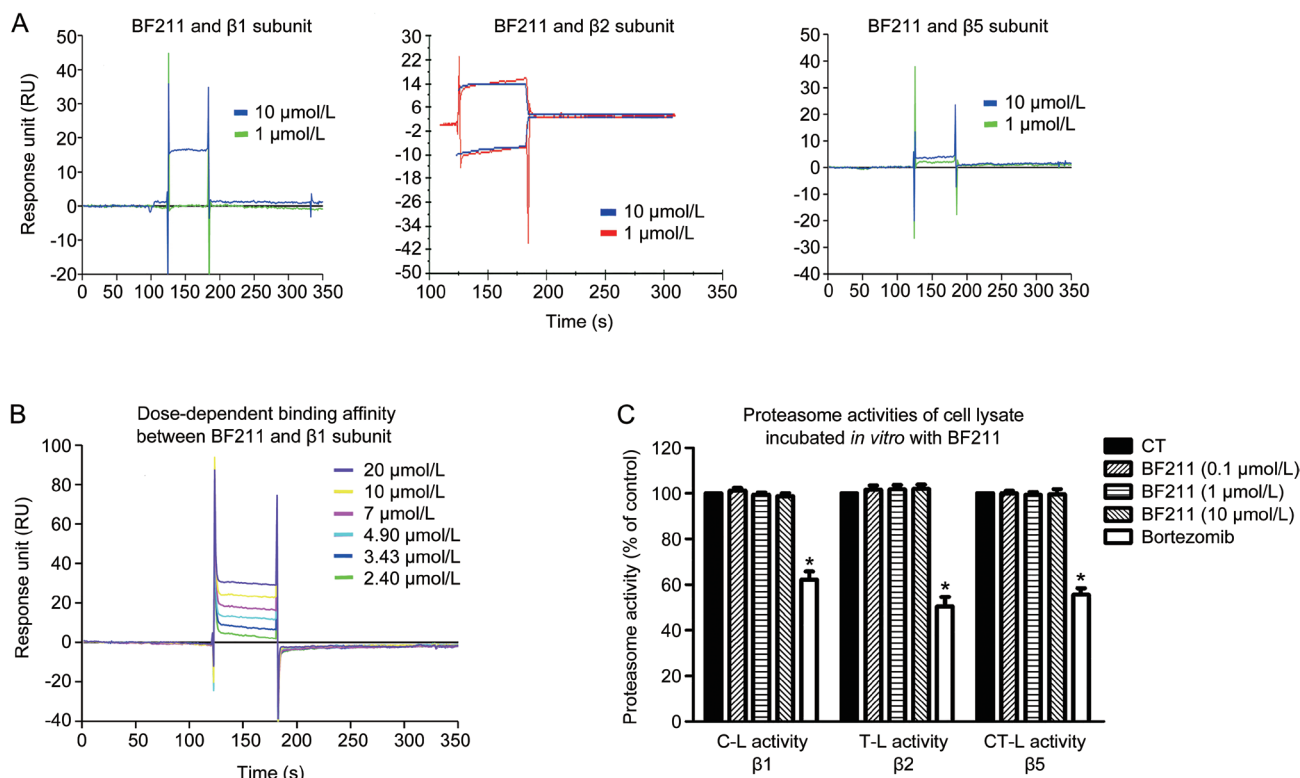 A
BF211 and β1 subunit
Response unit (RU)
50
40
30
20
10
0
-10
-20
0 50 100 150 200 250 300 350
10 μmol/L
1 μmol/L
BF211 and β2 subunit
30
22
14
6
-2
-10
-18
-26
-34
-42
-50
100 150 200 250 300 350
10 μmol/L
1 μmol/L
Time (s)
BF211 and β5 subunit
50
40
30
20
10
0
-10
-20
-30
-40
0 50 100 150 200 250 300 350
10 μmol/L
1 μmol/L
B
Dose-dependent binding affinity
between BF211 and β1 subunit
Response unit (RU)
100
80
60
40
20
0
-20
-40
0 50 100 150 200 250 300 350
Time (s)
20 μmol/L
10 μmol/L
7 μmol/L
4.90 μmol/L
3.43 μmol/L
2.40 μmol/L
C
Proteasome activities of cell lysate
incubated in vitro with BF211
Proteasome activity (% of control)
120
100
80
60
40
20
0
* * *
C-L activity T-L activity CT-L activity
β1 β2 β5
CT
BF211 (0.1 μmol/L)
BF211 (1 μmol/L)
BF211 (10 μmol/L)
Bortezomib